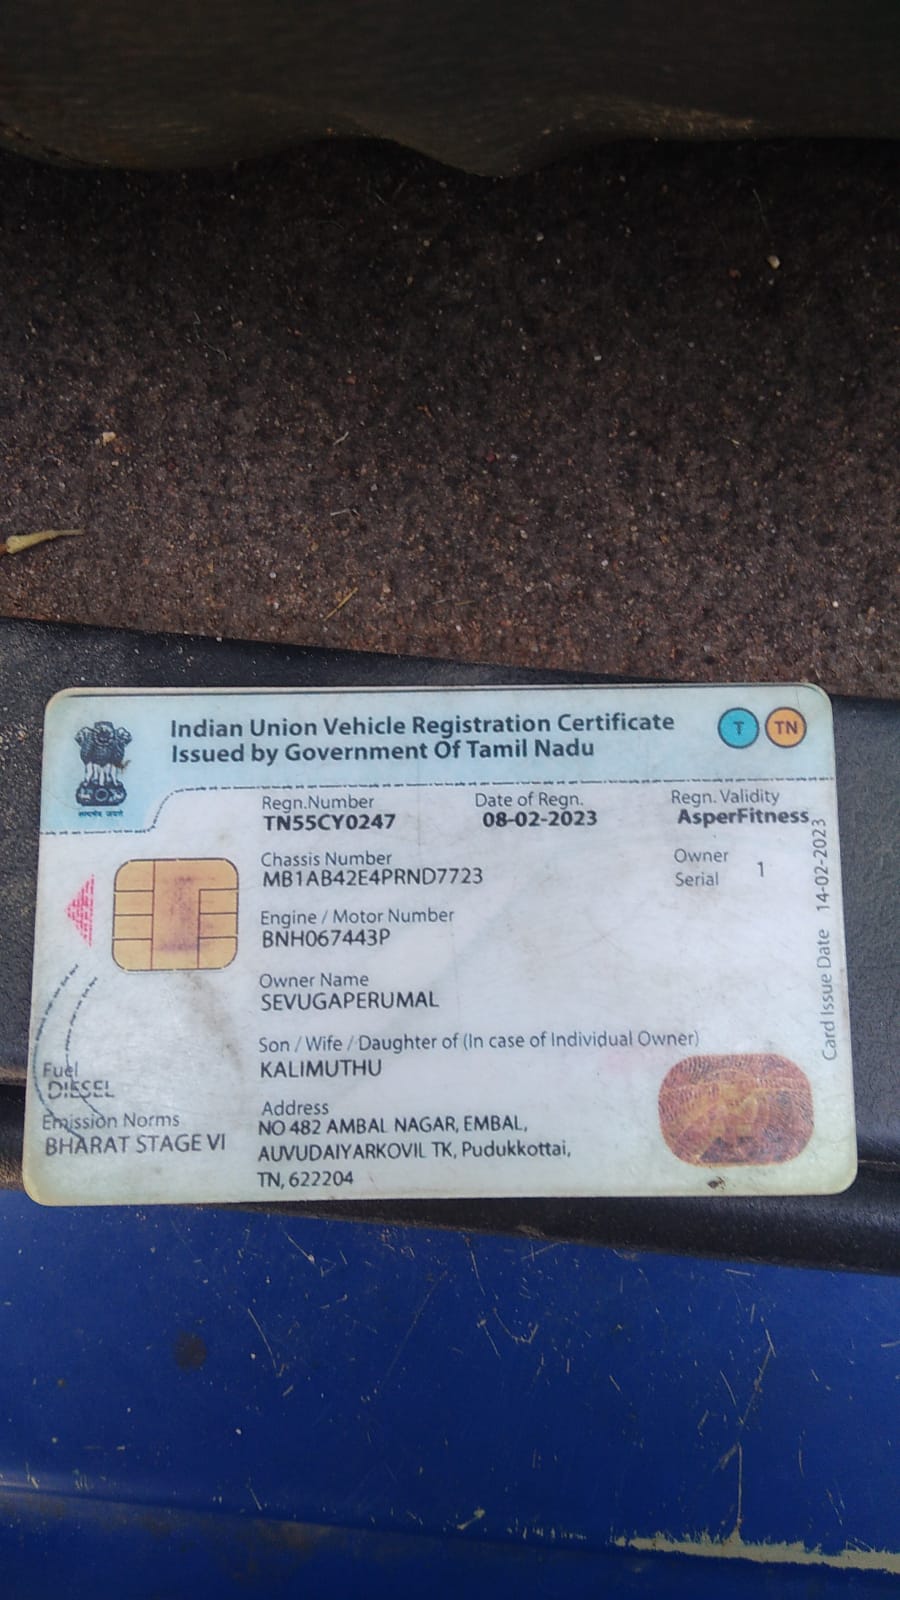 Indian Union Vehicle Registration Certificate
Issued by Government Of Tamil Nadu
T TN
सत्यमेव जयते
Regn.Number Date of Regn. Regn. Validity
TN55CY0247 08-02-2023 AsperFitness
Chassis Number
MB1AB42E4PRND7723
Owner
Serial 1
Engine / Motor Number
BNH067443P
Owner Name
SEVUGAPERUMAL
Son / Wife / Daughter of (In case of Individual Owner)
KALIMUTHU
Address
NO 482 AMBAL NAGAR, EMBAL,
AUVUDAIYARKOVIL TK, Pudukkottai,
TN, 622204
Fuel
DIESEL
Emission Norms
BHARAT STAGE VI
Card Issue Date 14-02-2023